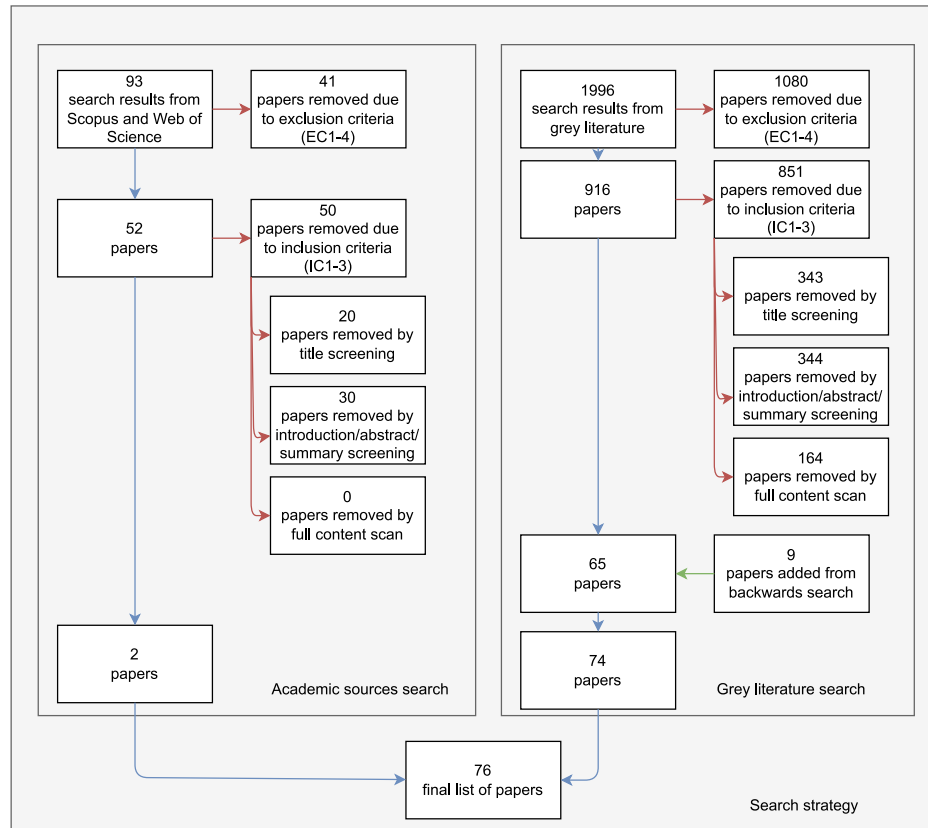 93
search results from
Scopus and Web of
Science
41
papers removed due
to exclusion criteria
(EC1-4)
52
papers
50
papers removed due
to inclusion criteria
(IC1-3)
20
papers removed by
title screening
30
papers removed by
introduction/abstract/
summary screening
0
papers removed by
full content scan
2
papers
Academic sources search
1996
search results from
grey literature
1080
papers removed due
to exclusion criteria
(EC1-4)
916
papers
851
papers removed due
to inclusion criteria
(IC1-3)
343
papers removed by
title screening
344
papers removed by
introduction/abstract/
summary screening
164
papers removed by
full content scan
65
papers
9
papers added from
backwards search
74
papers
Grey literature search
76
final list of papers
Search strategy